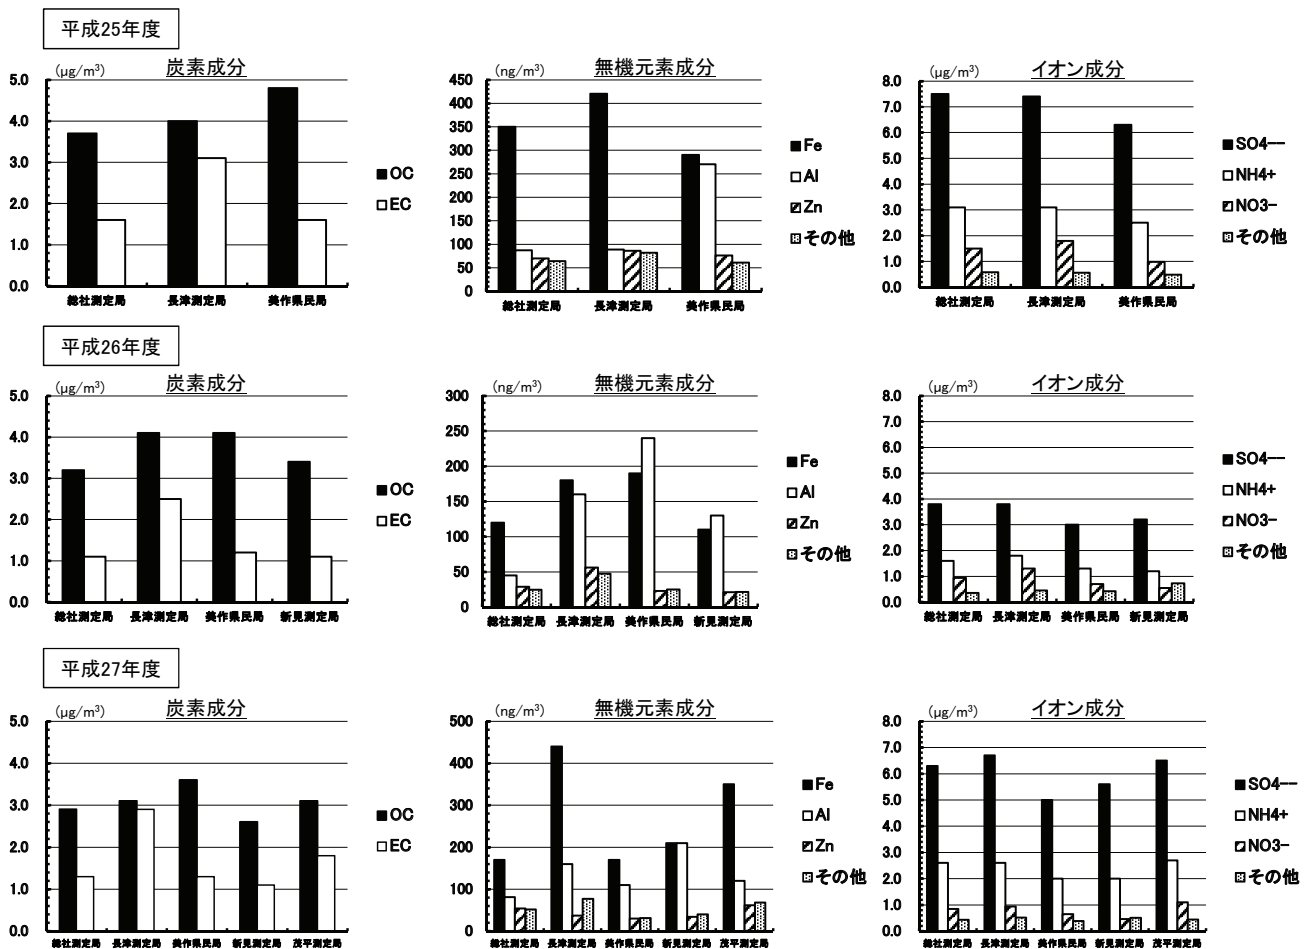 平成25年度
(μg/m³) 炭素成分
5.0
4.0
3.0
2.0
1.0
0.0
総社測定局 長津測定局 美作県民局
■OC
□EC
(ng/m³) 無機元素成分
450
400
350
300
250
200
150
100
50
0
総社測定局 長津測定局 美作県民局
Fe
Al
Zn
その他
(μg/m³) イオン成分
8.0
7.0
6.0
5.0
4.0
3.0
2.0
1.0
0.0
総社測定局 長津測定局 美作県民局
SO4−−
NH4+
NO3−
その他
平成26年度
(μg/m³) 炭素成分
5.0
4.0
3.0
2.0
1.0
0.0
総社測定局 長津測定局 美作県民局 新見測定局
OC
EC
(ng/m³) 無機元素成分
300
250
200
150
100
50
0
総社測定局 長津測定局 美作県民局 新見測定局
Fe
Al
Zn
その他
(μg/m³) イオン成分
8.0
7.0
6.0
5.0
4.0
3.0
2.0
1.0
0.0
総社測定局 長津測定局 美作県民局 新見測定局
SO4−−
NH4+
NO3−
その他
平成27年度
(μg/m³) 炭素成分
5.0
4.0
3.0
2.0
1.0
0.0
総社測定局 長津測定局 美作県民局 新見測定局 茂平測定局
OC
EC
(ng/m³) 無機元素成分
500
400
300
200
100
0
総社測定局 長津測定局 美作県民局 新見測定局 茂平測定局
Fe
Al
Zn
その他
(μg/m³) イオン成分
8.0
7.0
6.0
5.0
4.0
3.0
2.0
1.0
0.0
総社測定局 長津測定局 美作県民局 新見測定局 茂平測定局
SO4−−
NH4+
NO3−
その他